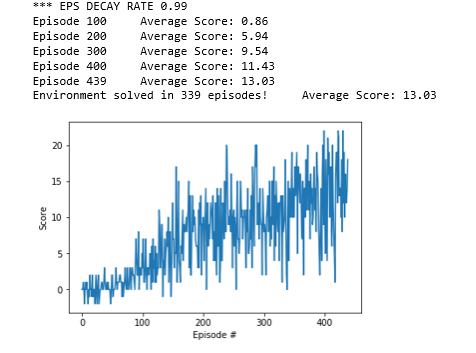 *** EPS DECAY RATE 0.99
Episode 100 Average Score: 0.86
Episode 200 Average Score: 5.94
Episode 300 Average Score: 9.54
Episode 400 Average Score: 11.43
Episode 439 Average Score: 13.03
Environment solved in 339 episodes! Average Score: 13.03
20
15
10
5
0
Score
0 100 200 300 400
Episode #